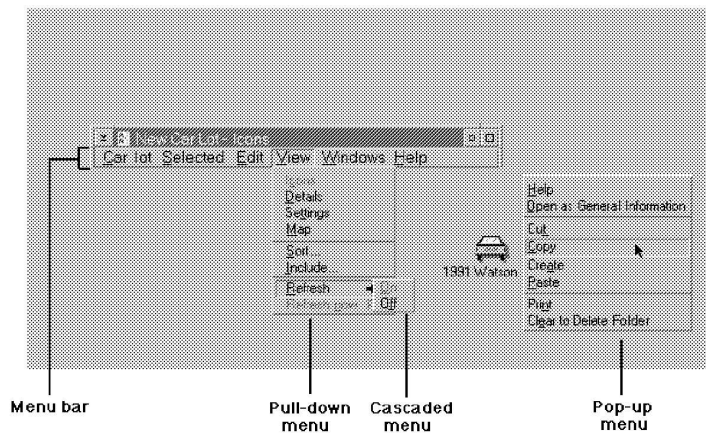 New Car Lot - Icons
Car lot Selected Edit View Windows Help
Icons
Details
Settings
Map
Sort...
Include...
Refresh
On
Refresh now
Off
1991 Watson
Help
Open as General Information
Cut
Copy
Create
Paste
Print
Clear to Delete Folder
Menu bar
Pull-down
menu
Cascaded
menu
Pop-up
menu